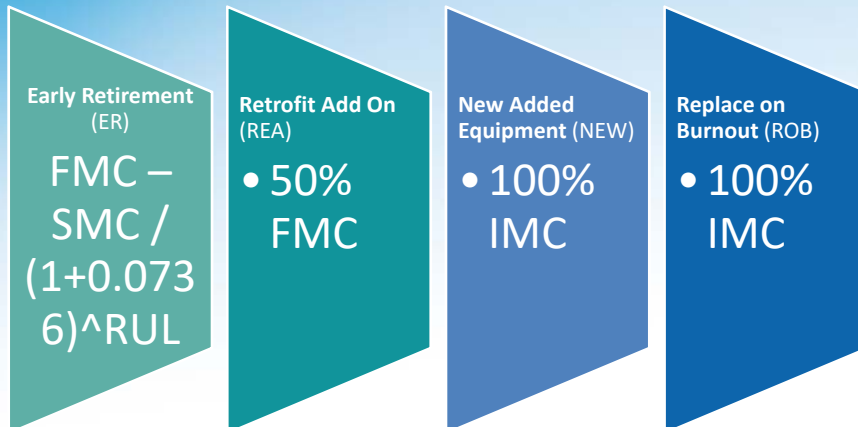 Early Retirement
(ER)
FMC –
SMC /
(1+0.073
6)^RUL
Retrofit Add On
(REA)
• 50%
FMC
New Added
Equipment (NEW)
• 100%
IMC
Replace on
Burnout (ROB)
• 100%
IMC